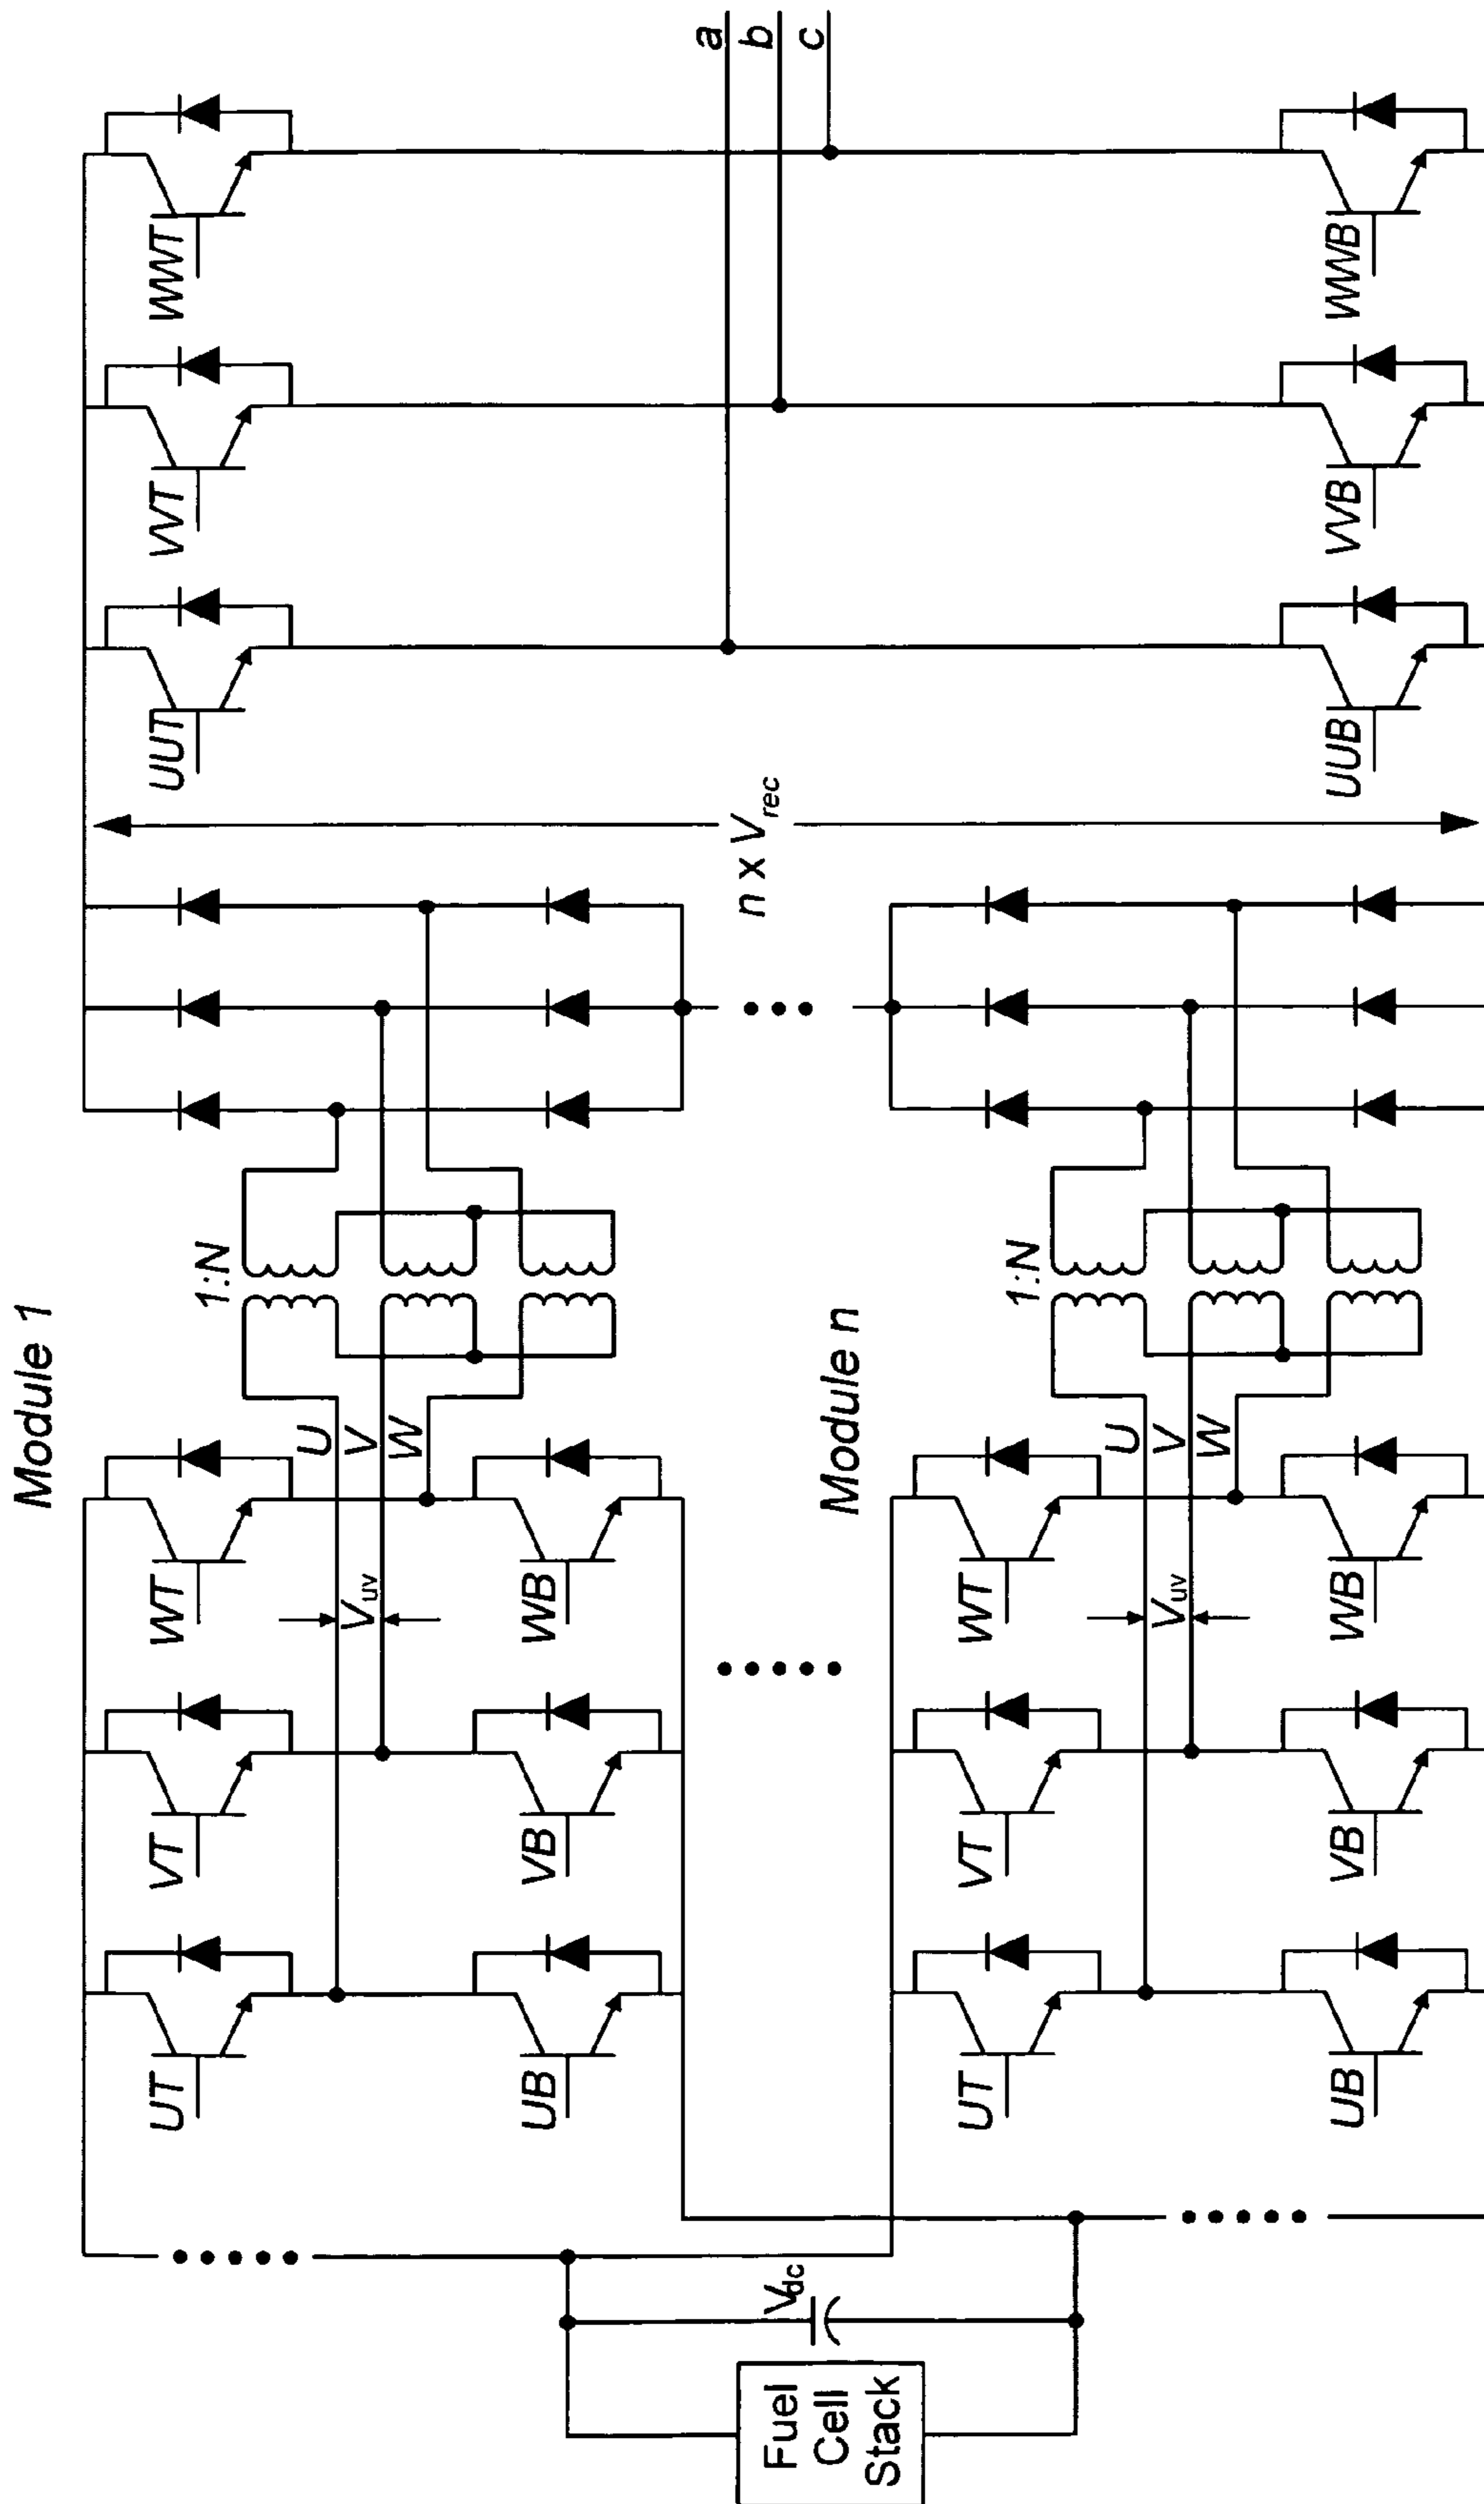 Module 1
UT
VT
WT
UUT
VVT
WWT
1:N
U
V
W
V_uv
UB
VB
WB
a
b
c
n x V_rec
V_dc
Fuel
Cell
Stack
Module n
UT
VT
WT
1:N
U
V
W
V_uv
UB
VB
WB
UUB
VVB
WWB